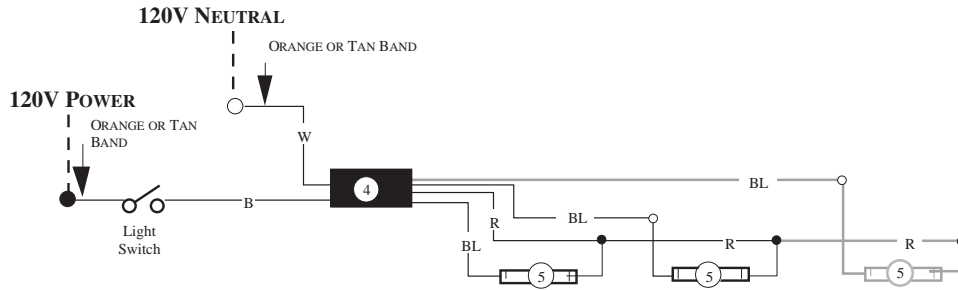 120V NEUTRAL
ORANGE OR TAN BAND
120V POWER
ORANGE OR TAN
BAND
W
4
BL
B
Light
Switch
R
BL
BL
R
R
5
5
5